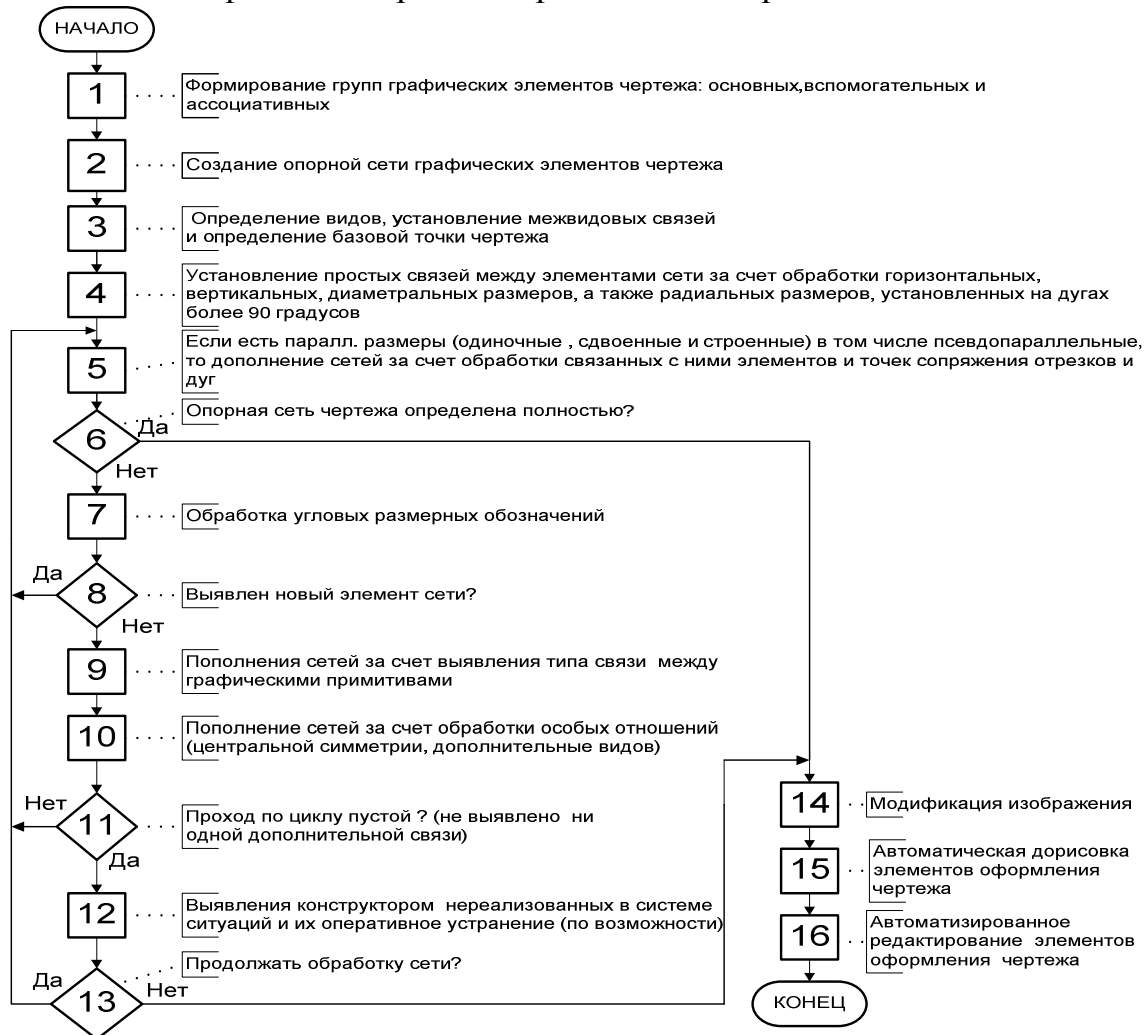 НАЧАЛО
1
Формирование групп графических элементов чертежа: основных,вспомогательных и
ассоциативных
2
Создание опорной сети графических элементов чертежа
3
Определение видов, установление межвидовых связей
и определение базовой точки чертежа
4
Установление простых связей между элементами сети за счет обработки горизонтальных,
вертикальных, диаметральных размеров, а также радиальных размеров, установленных на дугах
более 90 градусов
5
Если есть паралл. размеры (одиночные , сдвоенные и строенные) в том числе псевдопараллельные,
то дополнение сетей за счет обработки связанных с ними элементов и точек сопряжения отрезков и
дуг
6
Опорная сеть чертежа определена полностью?
Да
Нет
7
Обработка угловых размерных обозначений
Да
8
Выявлен новый элемент сети?
Нет
9
Пополнения сетей за счет выявления типа связи между
графическими примитивами
10
Пополнение сетей за счет обработки особых отношений
(центральной симметрии, дополнительные видов)
Нет
11
Проход по циклу пустой ? (не выявлено ни
одной дополнительной связи)
Да
12
Выявления конструктором нереализованных в системе
ситуаций и их оперативное устранение (по возможности)
Продолжать обработку сети?
Да
13
Нет
14
Модификация изображения
15
Автоматическая дорисовка
элементов оформления
чертежа
16
Автоматизированное
редактирование элементов
оформления чертежа
КОНЕЦ